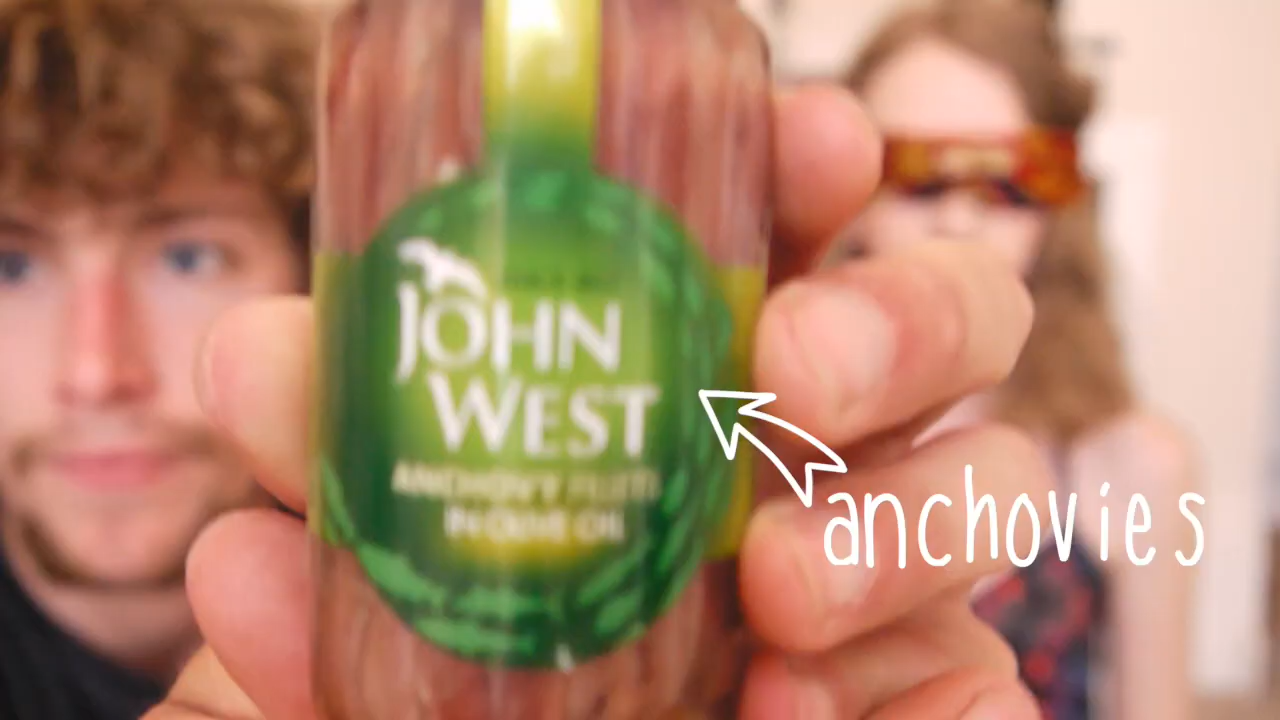 JOHN
WEST
ANCHOVY FILLETS
IN OLIVE OIL
anchovies